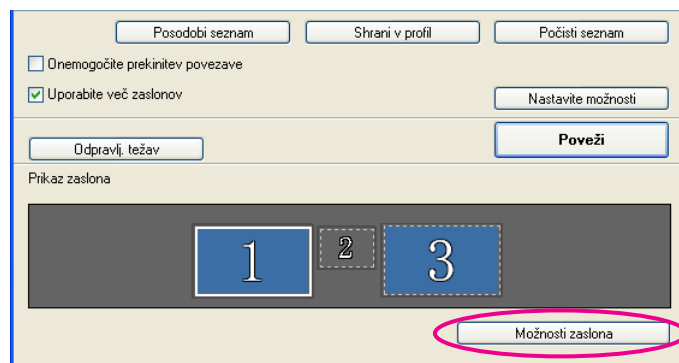 Posodobi seznam Shrani v profil Počisti seznam
Onemogočite prekinitev povezave
Uporabite več zaslonov
Nastavite možnosti
Odpravlj. težav
Poveži
Prikaz zaslona
1 2 3
Možnosti zaslona